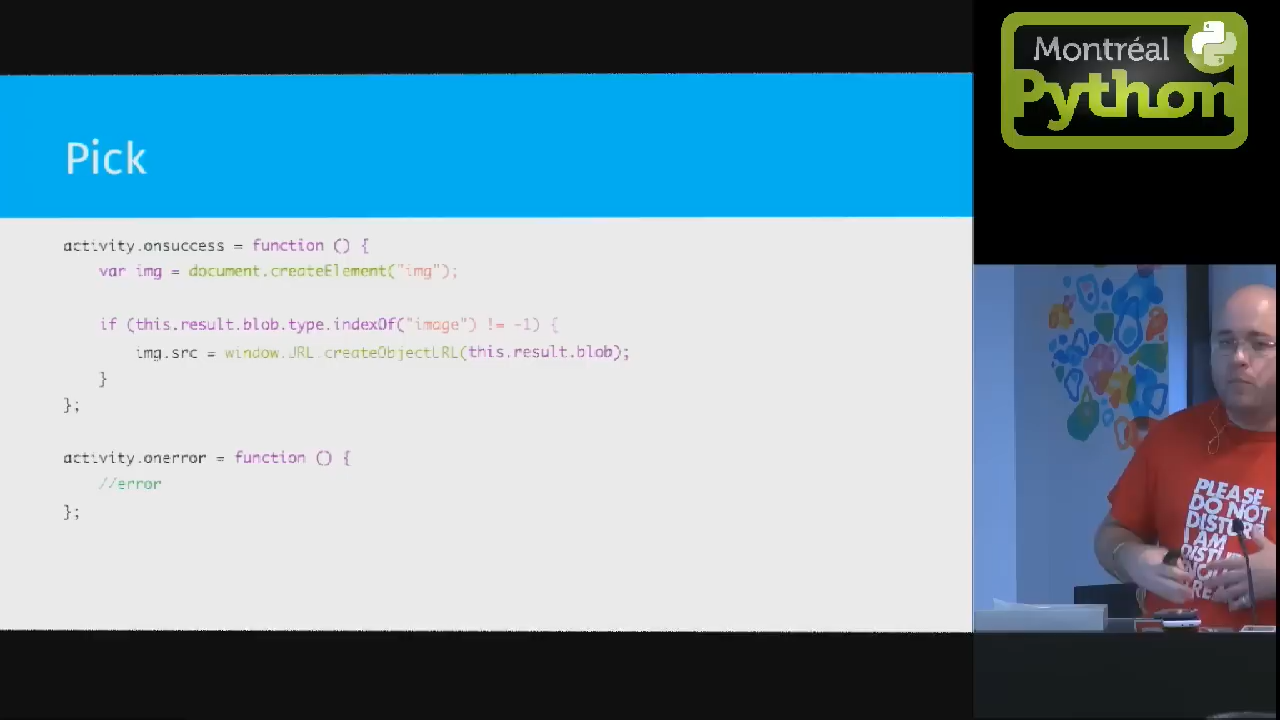 Pick
activity.onsuccess = function () {
var img = document.createElement("img");
if (this.result.blob.type.indexOf("image") != -1) {
img.src = window.URL.createObjectURL(this.result.blob);
}
};
activity.onerror = function () {
//error
};
Montréal
Python
PLEASE
DO NOT
DISTURB
I AM